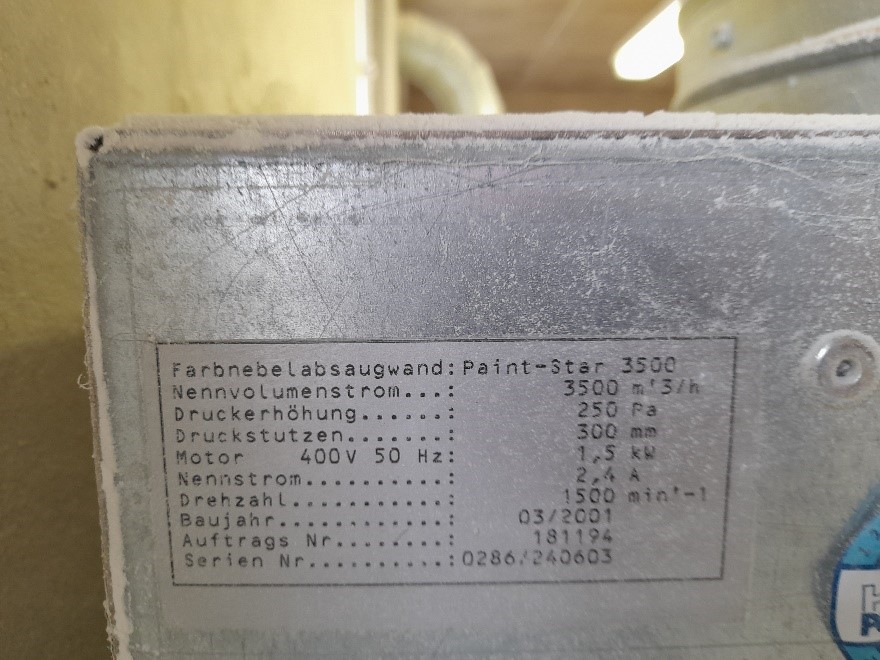 Farbnebelabsaugwand: Paint-Star 3500
Nennvolumenstrom...: 3500 m'3/h
Druckerhöhung......: 250 Pa
Druckstutzen.......: 300 mm
Motor 400V 50 Hz: 1,5 kW
Nennstrom..........: 2,4 A
Drehzahl...........: 1500 min'-1
Baujahr............: 03/2001
Auftrags Nr........: 181194
Serien Nr..........: 0286/240603